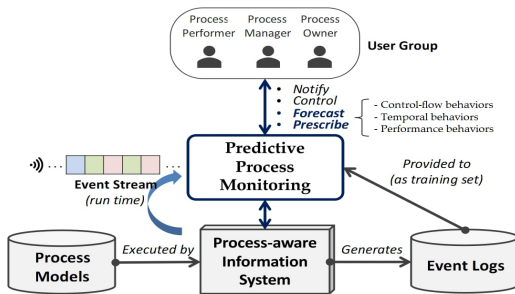 Process Performer
Process Manager
Process Owner
User Group
• Notify
• Control
• Forecast
• Prescribe
- Control-flow behaviors
- Temporal behaviors
- Performance behaviors
Predictive
Process
Monitoring
... ...
Event Stream
(run time)
Provided to
(as training set)
Process
Models
Executed by
Process-aware
Information
System
Generates
Event Logs